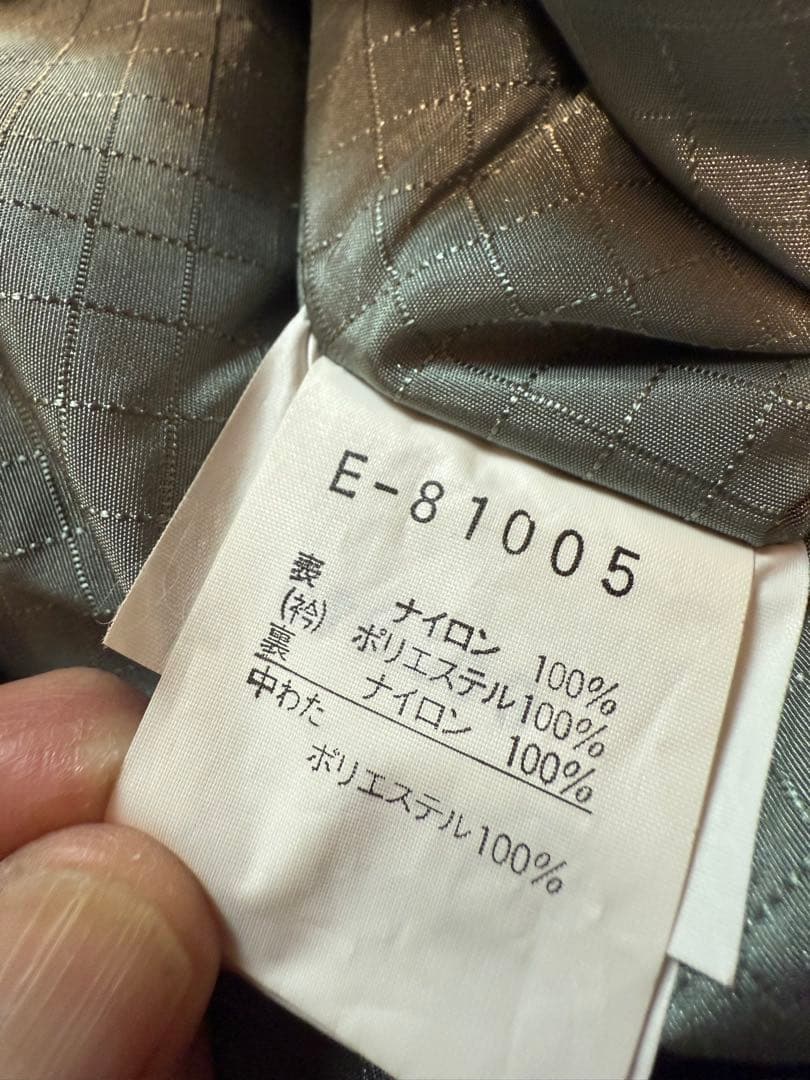 E-81005
表 ナイロン 100%
(衿) ポリエステル100%
裏 ナイロン 100%
中わた
ポリエステル100%